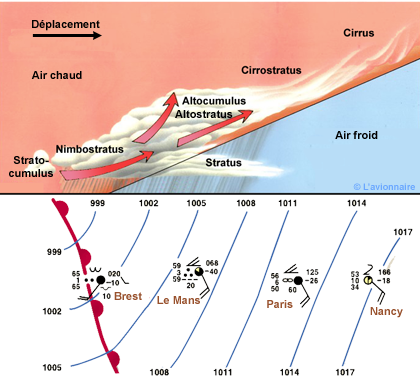 Déplacement
Cirrus
Air chaud
Cirrostratus
Altocumulus
Altostratus
Air froid
Nimbostratus
Strato-
cumulus
Stratus
© L'avionnaire
999
1002
1005
1008
1011
1014
1017
999
65
1
65
020
-10
10
Brest
59
3
59
068
-40
20
Le Mans
56
6
50
125
-26
60
Paris
53
10
34
166
-18
Nancy
1002
1005
1008
1011
1014
1017